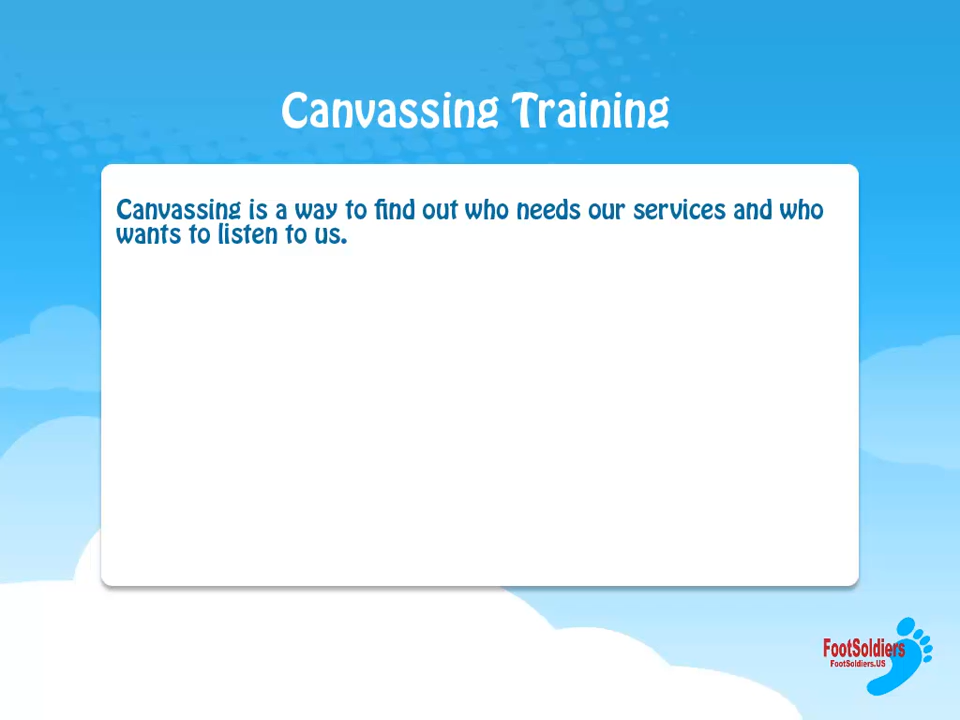 Canvassing Training
Canvassing is a way to find out who needs our services and who
wants to listen to us.
FootSoldiers
FootSoldiers.US